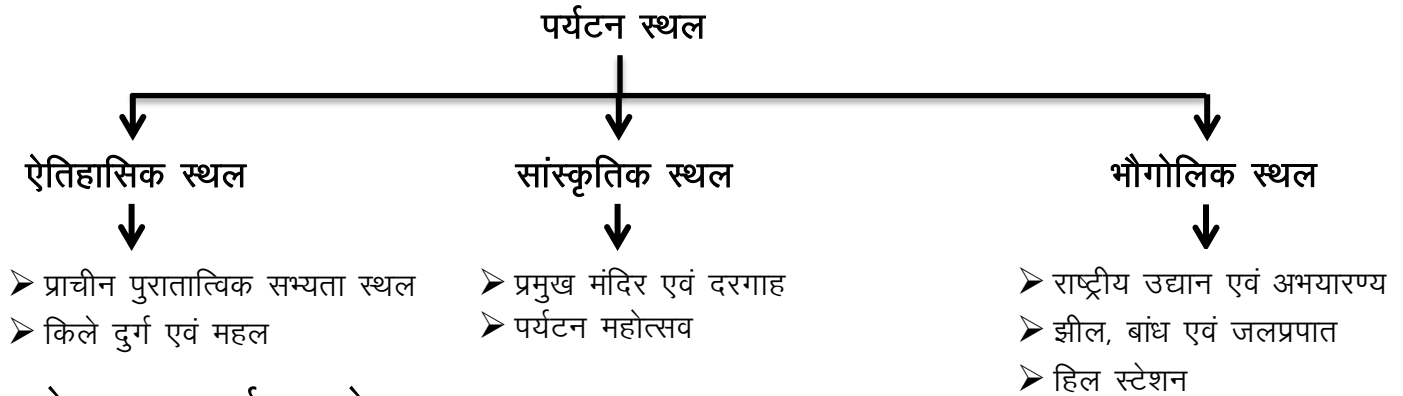 पर्यटन स्थल
ऐतिहासिक स्थल
➢ प्राचीन पुरातात्विक सभ्यता स्थल
➢ किले दुर्ग एवं महल
सांस्कृतिक स्थल
➢ प्रमुख मंदिर एवं दरगाह
➢ पर्यटन महोत्सव
भौगोलिक स्थल
➢ राष्ट्रीय उद्यान एवं अभयारण्य
➢ झील, बांध एवं जलप्रपात
➢ हिल स्टेशन